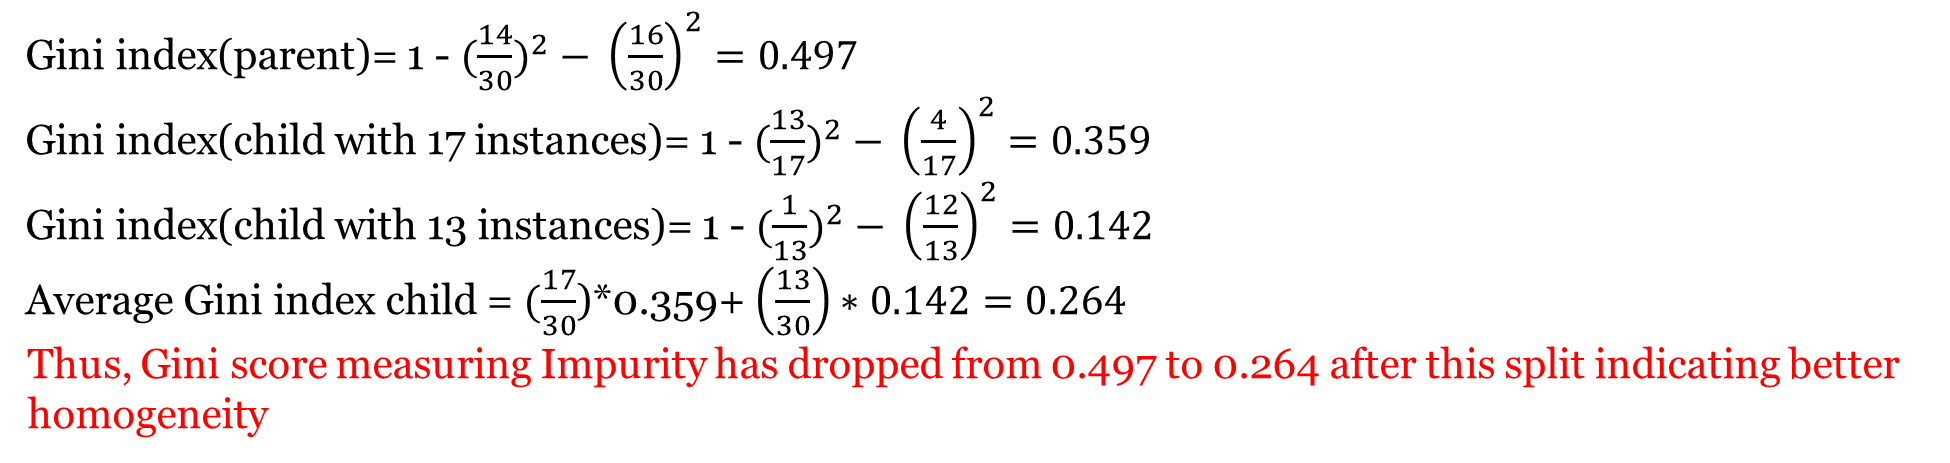 Gini index(parent)= 1 - (14/30)² − (16/30)² = 0.497
Gini index(child with 17 instances)= 1 - (13/17)² − (4/17)² = 0.359
Gini index(child with 13 instances)= 1 - (1/13)² − (12/13)² = 0.142
Average Gini index child = (17/30)*0.359+ (13/30) ∗ 0.142 = 0.264
Thus, Gini score measuring Impurity has dropped from 0.497 to 0.264 after this split indicating better
homogeneity